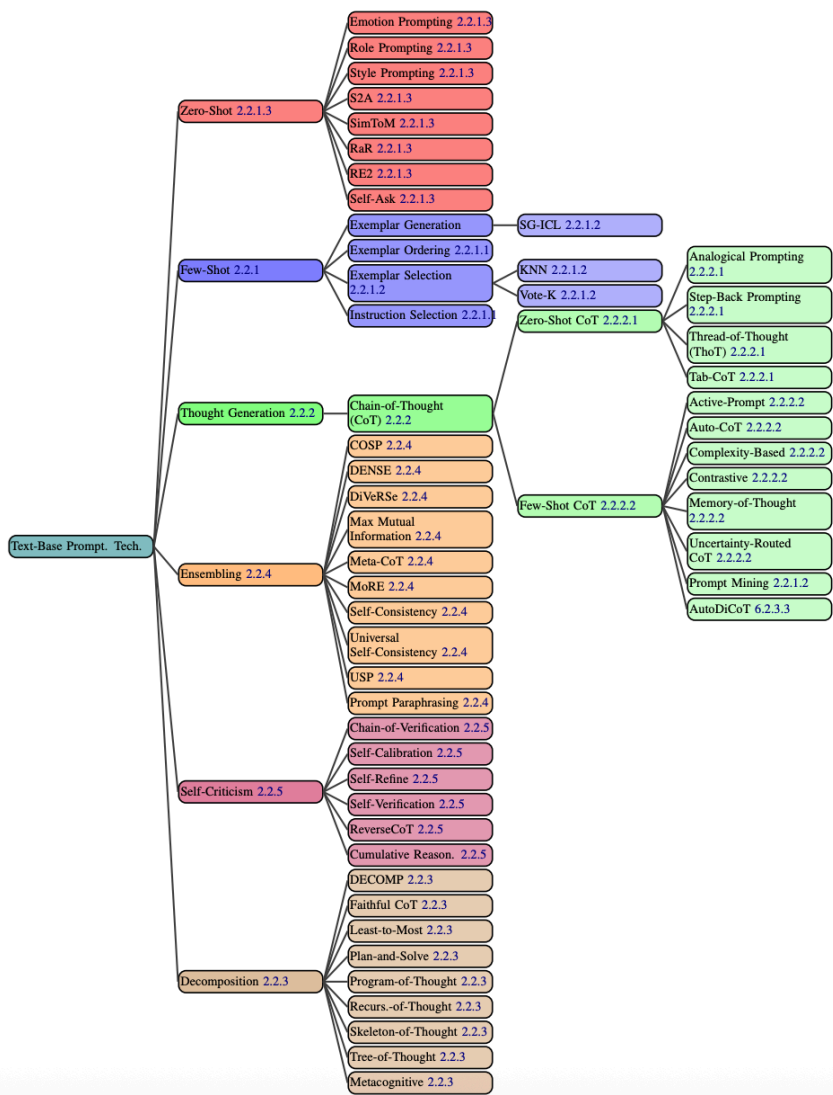 Text-Base Prompt. Tech.
Zero-Shot 2.2.1.3
Emotion Prompting 2.2.1.3
Role Prompting 2.2.1.3
Style Prompting 2.2.1.3
S2A 2.2.1.3
SimToM 2.2.1.3
RaR 2.2.1.3
RE2 2.2.1.3
Self-Ask 2.2.1.3
Few-Shot 2.2.1
Exemplar Generation
SG-ICL 2.2.1.2
Exemplar Ordering 2.2.1.1
Exemplar Selection
2.2.1.2
KNN 2.2.1.2
Vote-K 2.2.1.2
Instruction Selection 2.2.1.1
Thought Generation 2.2.2
Chain-of-Thought
(CoT) 2.2.2
Zero-Shot CoT 2.2.2.1
Analogical Prompting
2.2.2.1
Step-Back Prompting
2.2.2.1
Thread-of-Thought
(ThoT) 2.2.2.1
Tab-CoT 2.2.2.1
Few-Shot CoT 2.2.2.2
Active-Prompt 2.2.2.2
Auto-CoT 2.2.2.2
Complexity-Based 2.2.2.2
Contrastive 2.2.2.2
Memory-of-Thought
2.2.2.2
Uncertainty-Routed
CoT 2.2.2.2
Prompt Mining 2.2.1.2
AutoDiCoT 6.2.3.3
Ensembling 2.2.4
COSP 2.2.4
DENSE 2.2.4
DiVeRSe 2.2.4
Max Mutual
Information 2.2.4
Meta-CoT 2.2.4
MoRE 2.2.4
Self-Consistency 2.2.4
Universal
Self-Consistency 2.2.4
USP 2.2.4
Prompt Paraphrasing 2.2.4
Self-Criticism 2.2.5
Chain-of-Verification 2.2.5
Self-Calibration 2.2.5
Self-Refine 2.2.5
Self-Verification 2.2.5
ReverseCoT 2.2.5
Cumulative Reason. 2.2.5
Decomposition 2.2.3
DECOMP 2.2.3
Faithful CoT 2.2.3
Least-to-Most 2.2.3
Plan-and-Solve 2.2.3
Program-of-Thought 2.2.3
Recurs.-of-Thought 2.2.3
Skeleton-of-Thought 2.2.3
Tree-of-Thought 2.2.3
Metacognitive 2.2.3